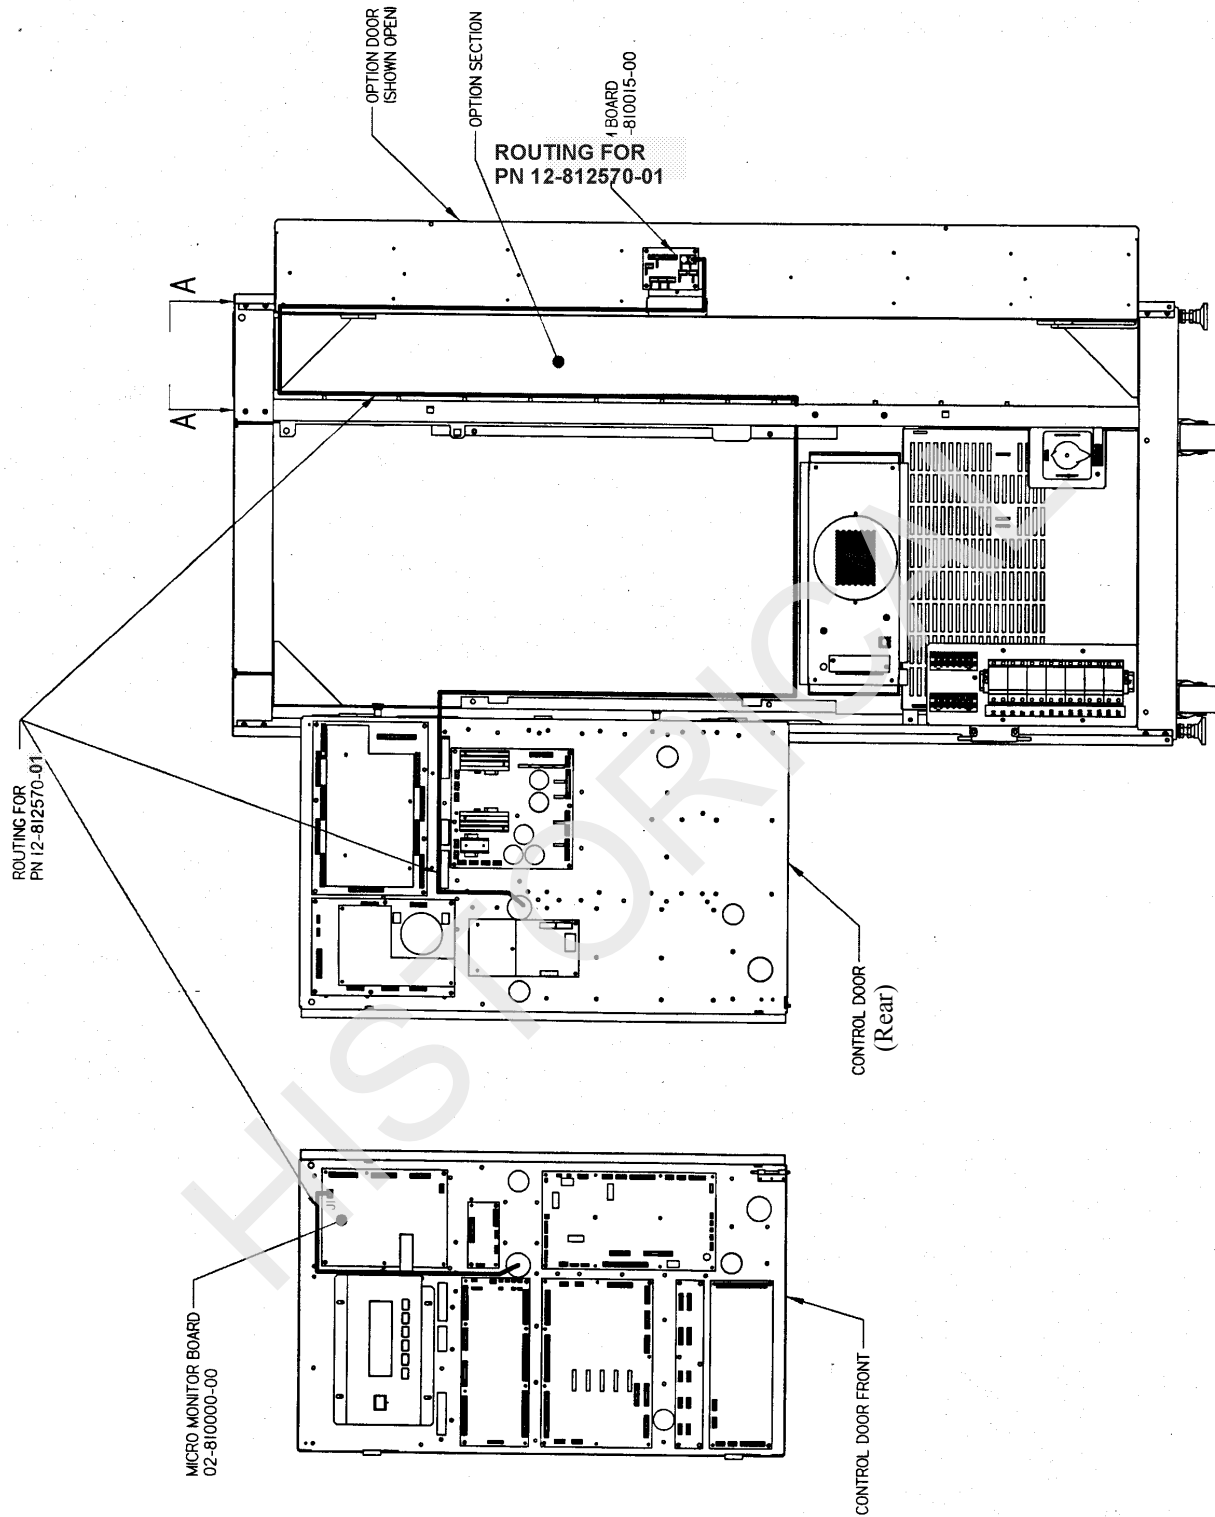 OPTION DOOR
(SHOWN OPEN)
OPTION SECTION
BOARD
-810015-00
ROUTING FOR
PN 12-812570-01
A
A
ROUTING FOR
PN 12-812570-01
CONTROL DOOR
(Rear)
MICRO MONITOR BOARD
02-810000-00
J1
CONTROL DOOR FRONT
HISTORICAL